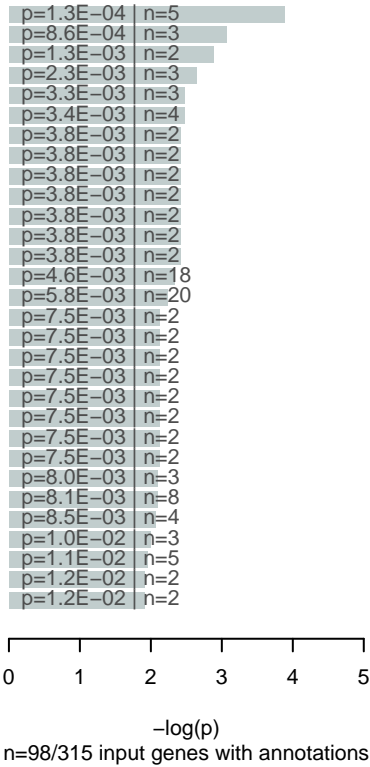 p=1.3E−04 n=5
p=8.6E−04 n=3
p=1.3E−03 n=2
p=2.3E−03 n=3
p=3.3E−03 n=3
p=3.4E−03 n=4
p=3.8E−03 n=2
p=3.8E−03 n=2
p=3.8E−03 n=2
p=3.8E−03 n=2
p=3.8E−03 n=2
p=3.8E−03 n=2
p=3.8E−03 n=2
p=4.6E−03 n=18
p=5.8E−03 n=20
p=7.5E−03 n=2
p=7.5E−03 n=2
p=7.5E−03 n=2
p=7.5E−03 n=2
p=7.5E−03 n=2
p=7.5E−03 n=2
p=7.5E−03 n=2
p=7.5E−03 n=2
p=8.0E−03 n=3
p=8.1E−03 n=8
p=8.5E−03 n=4
p=1.0E−02 n=3
p=1.1E−02 n=5
p=1.2E−02 n=2
p=1.2E−02 n=2
0 1 2 3 4 5
−log(p)
n=98/315 input genes with annotations